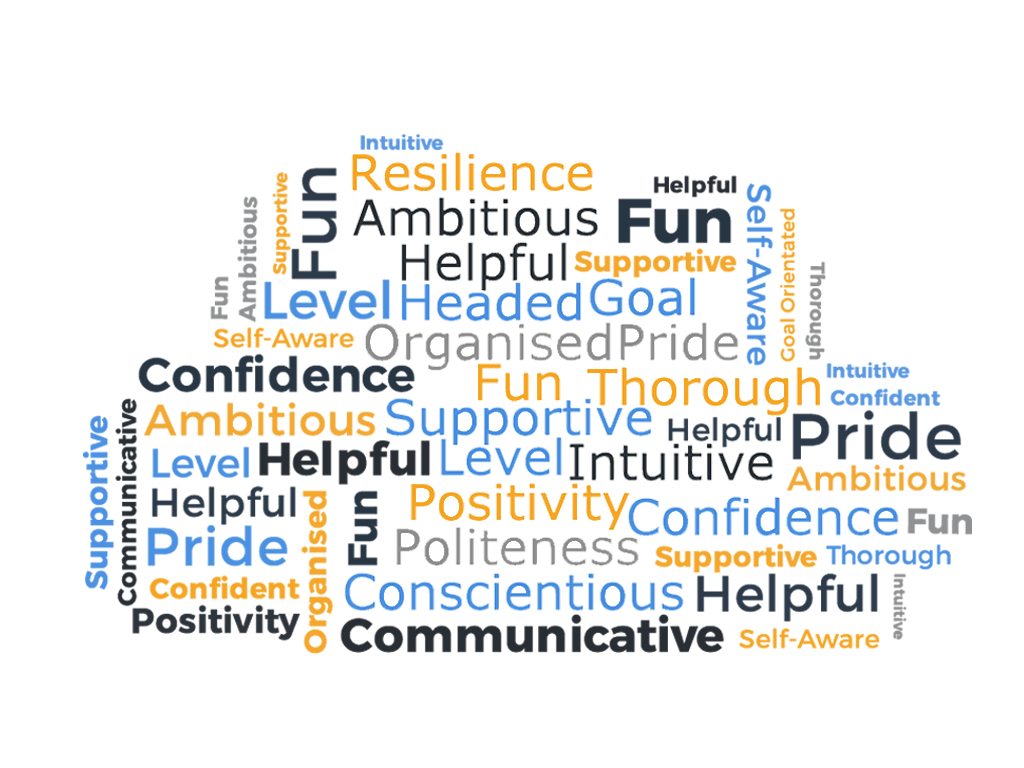 Intuitive
Resilience
Fun
Supportive
Ambitious
Fun
Ambitious
Helpful
Fun
Self-Aware
Goal Orientated
Thorough
Helpful
Supportive
Level Headed Goal
Self-Aware
Organised Pride
Confidence
Fun Thorough
Intuitive
Confident
Supportive
Communicative
Ambitious
Supportive
Helpful
Pride
Level
Helpful
Level
Intuitive
Ambitious
Helpful
Organised
Fun
Positivity
Confidence
Fun
Pride
Politeness
Supportive
Thorough
Confident
Conscientious
Helpful
Intuitive
Positivity
Communicative
Self-Aware